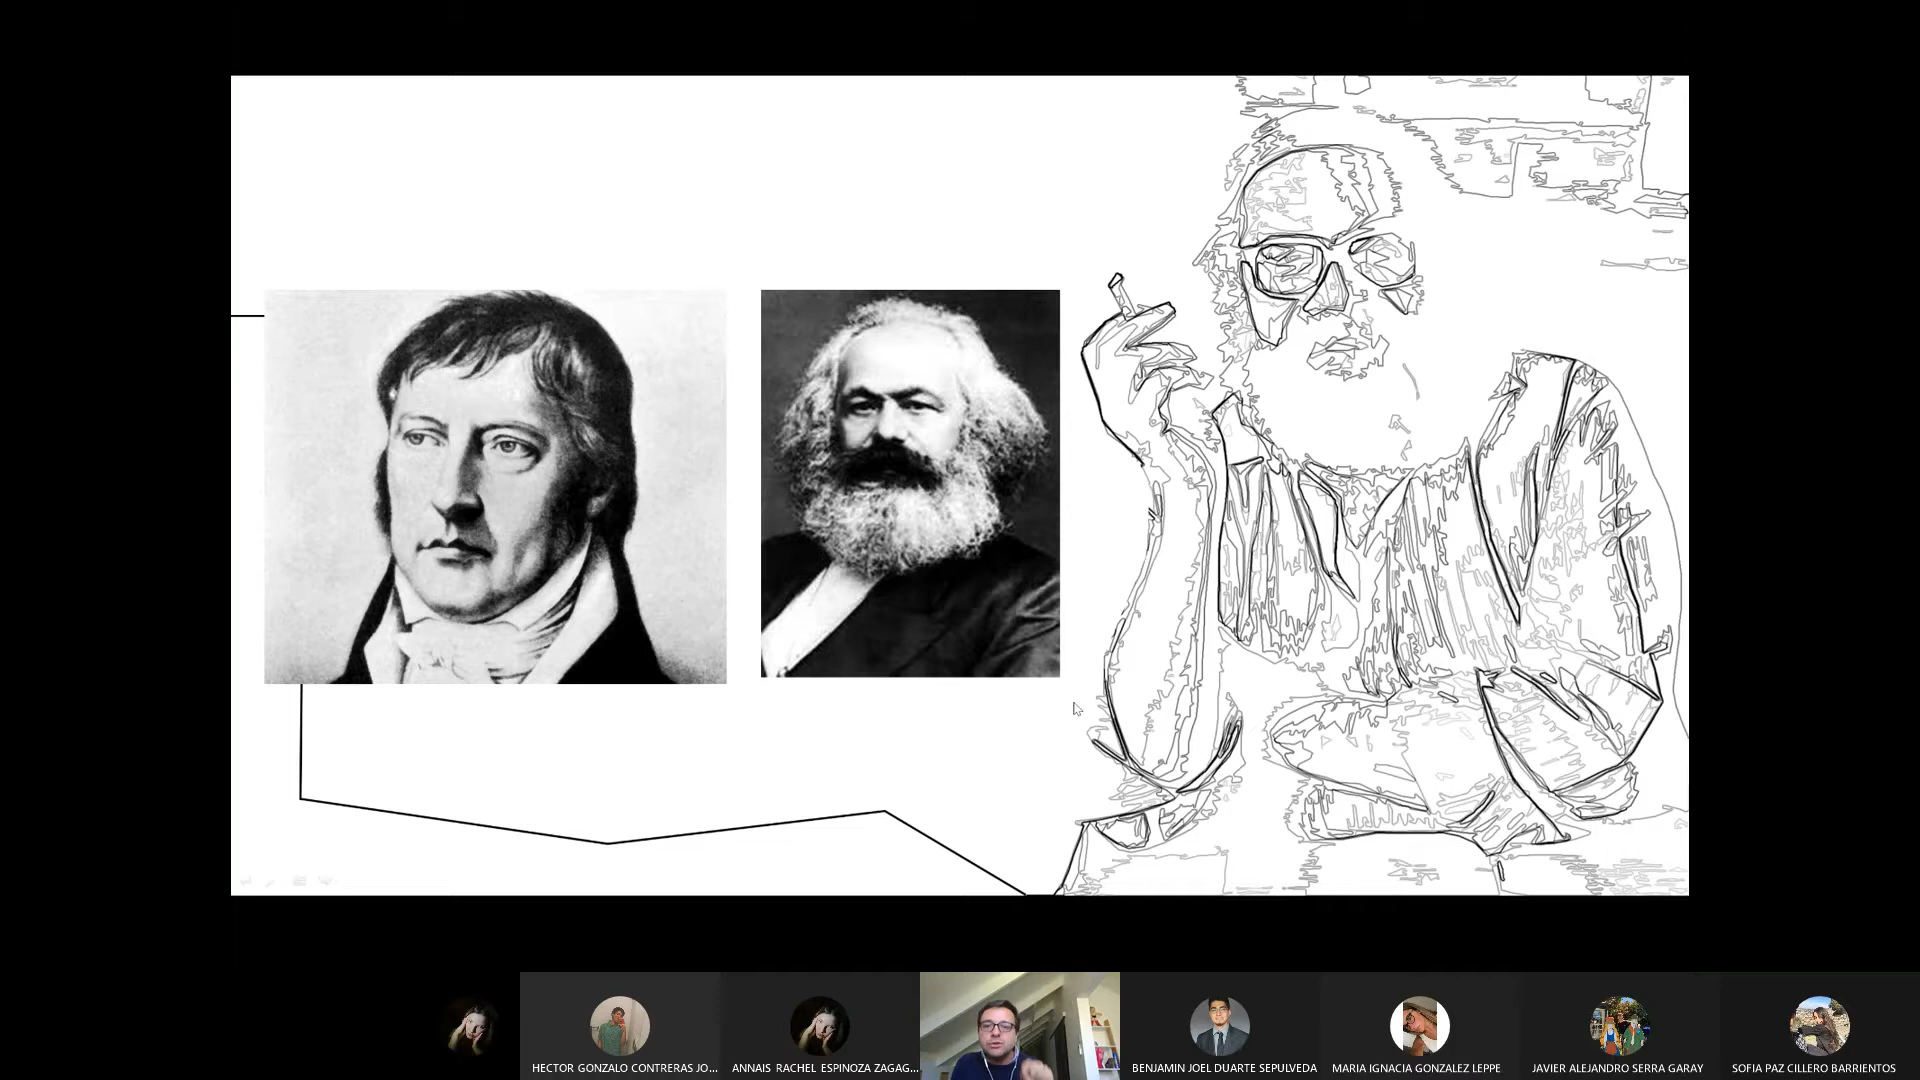 HECTOR GONZALO CONTRERAS JO...
ANNAIS RACHEL ESPINOZA ZAGAG...
BENJAMIN JOEL DUARTE SEPULVEDA
MARIA IGNACIA GONZALEZ LEPPE
JAVIER ALEJANDRO SERRA GARAY
SOFIA PAZ CILLERO BARRIENTOS